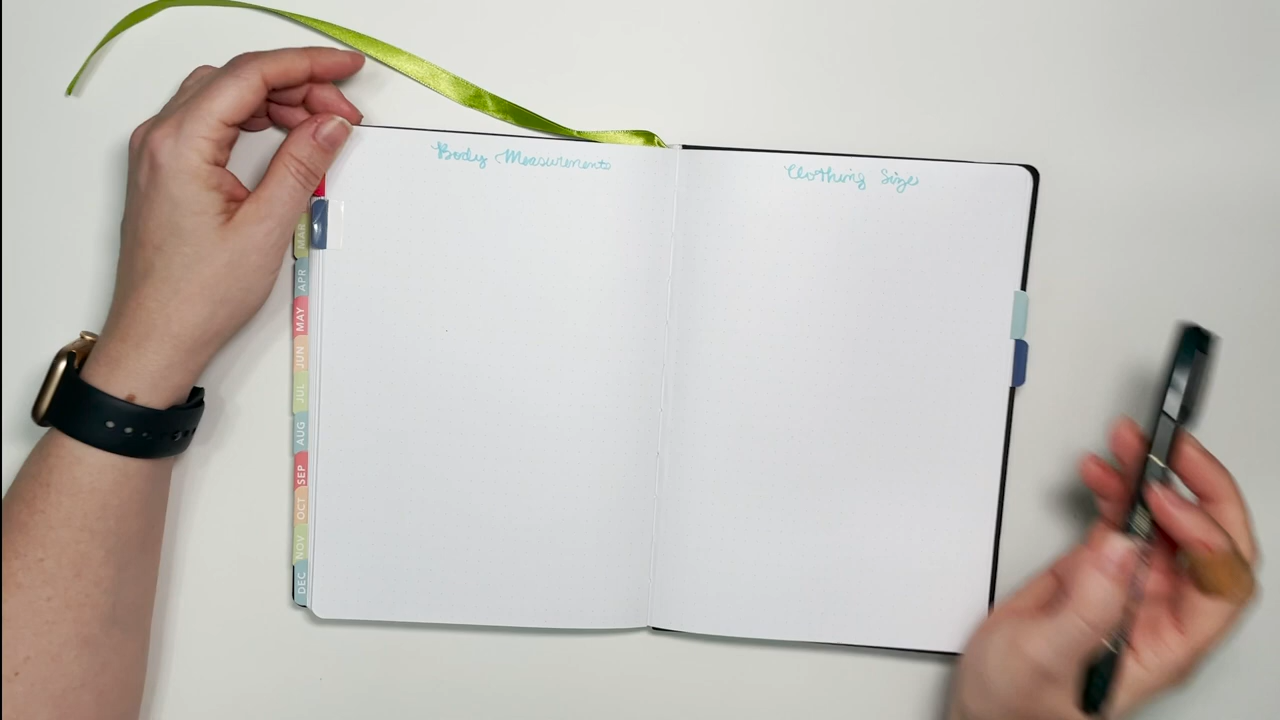 Body Measurements
Clothing Size
MAR
APR
MAY
JUN
JUL
AUG
SEP
OCT
NOV
DEC